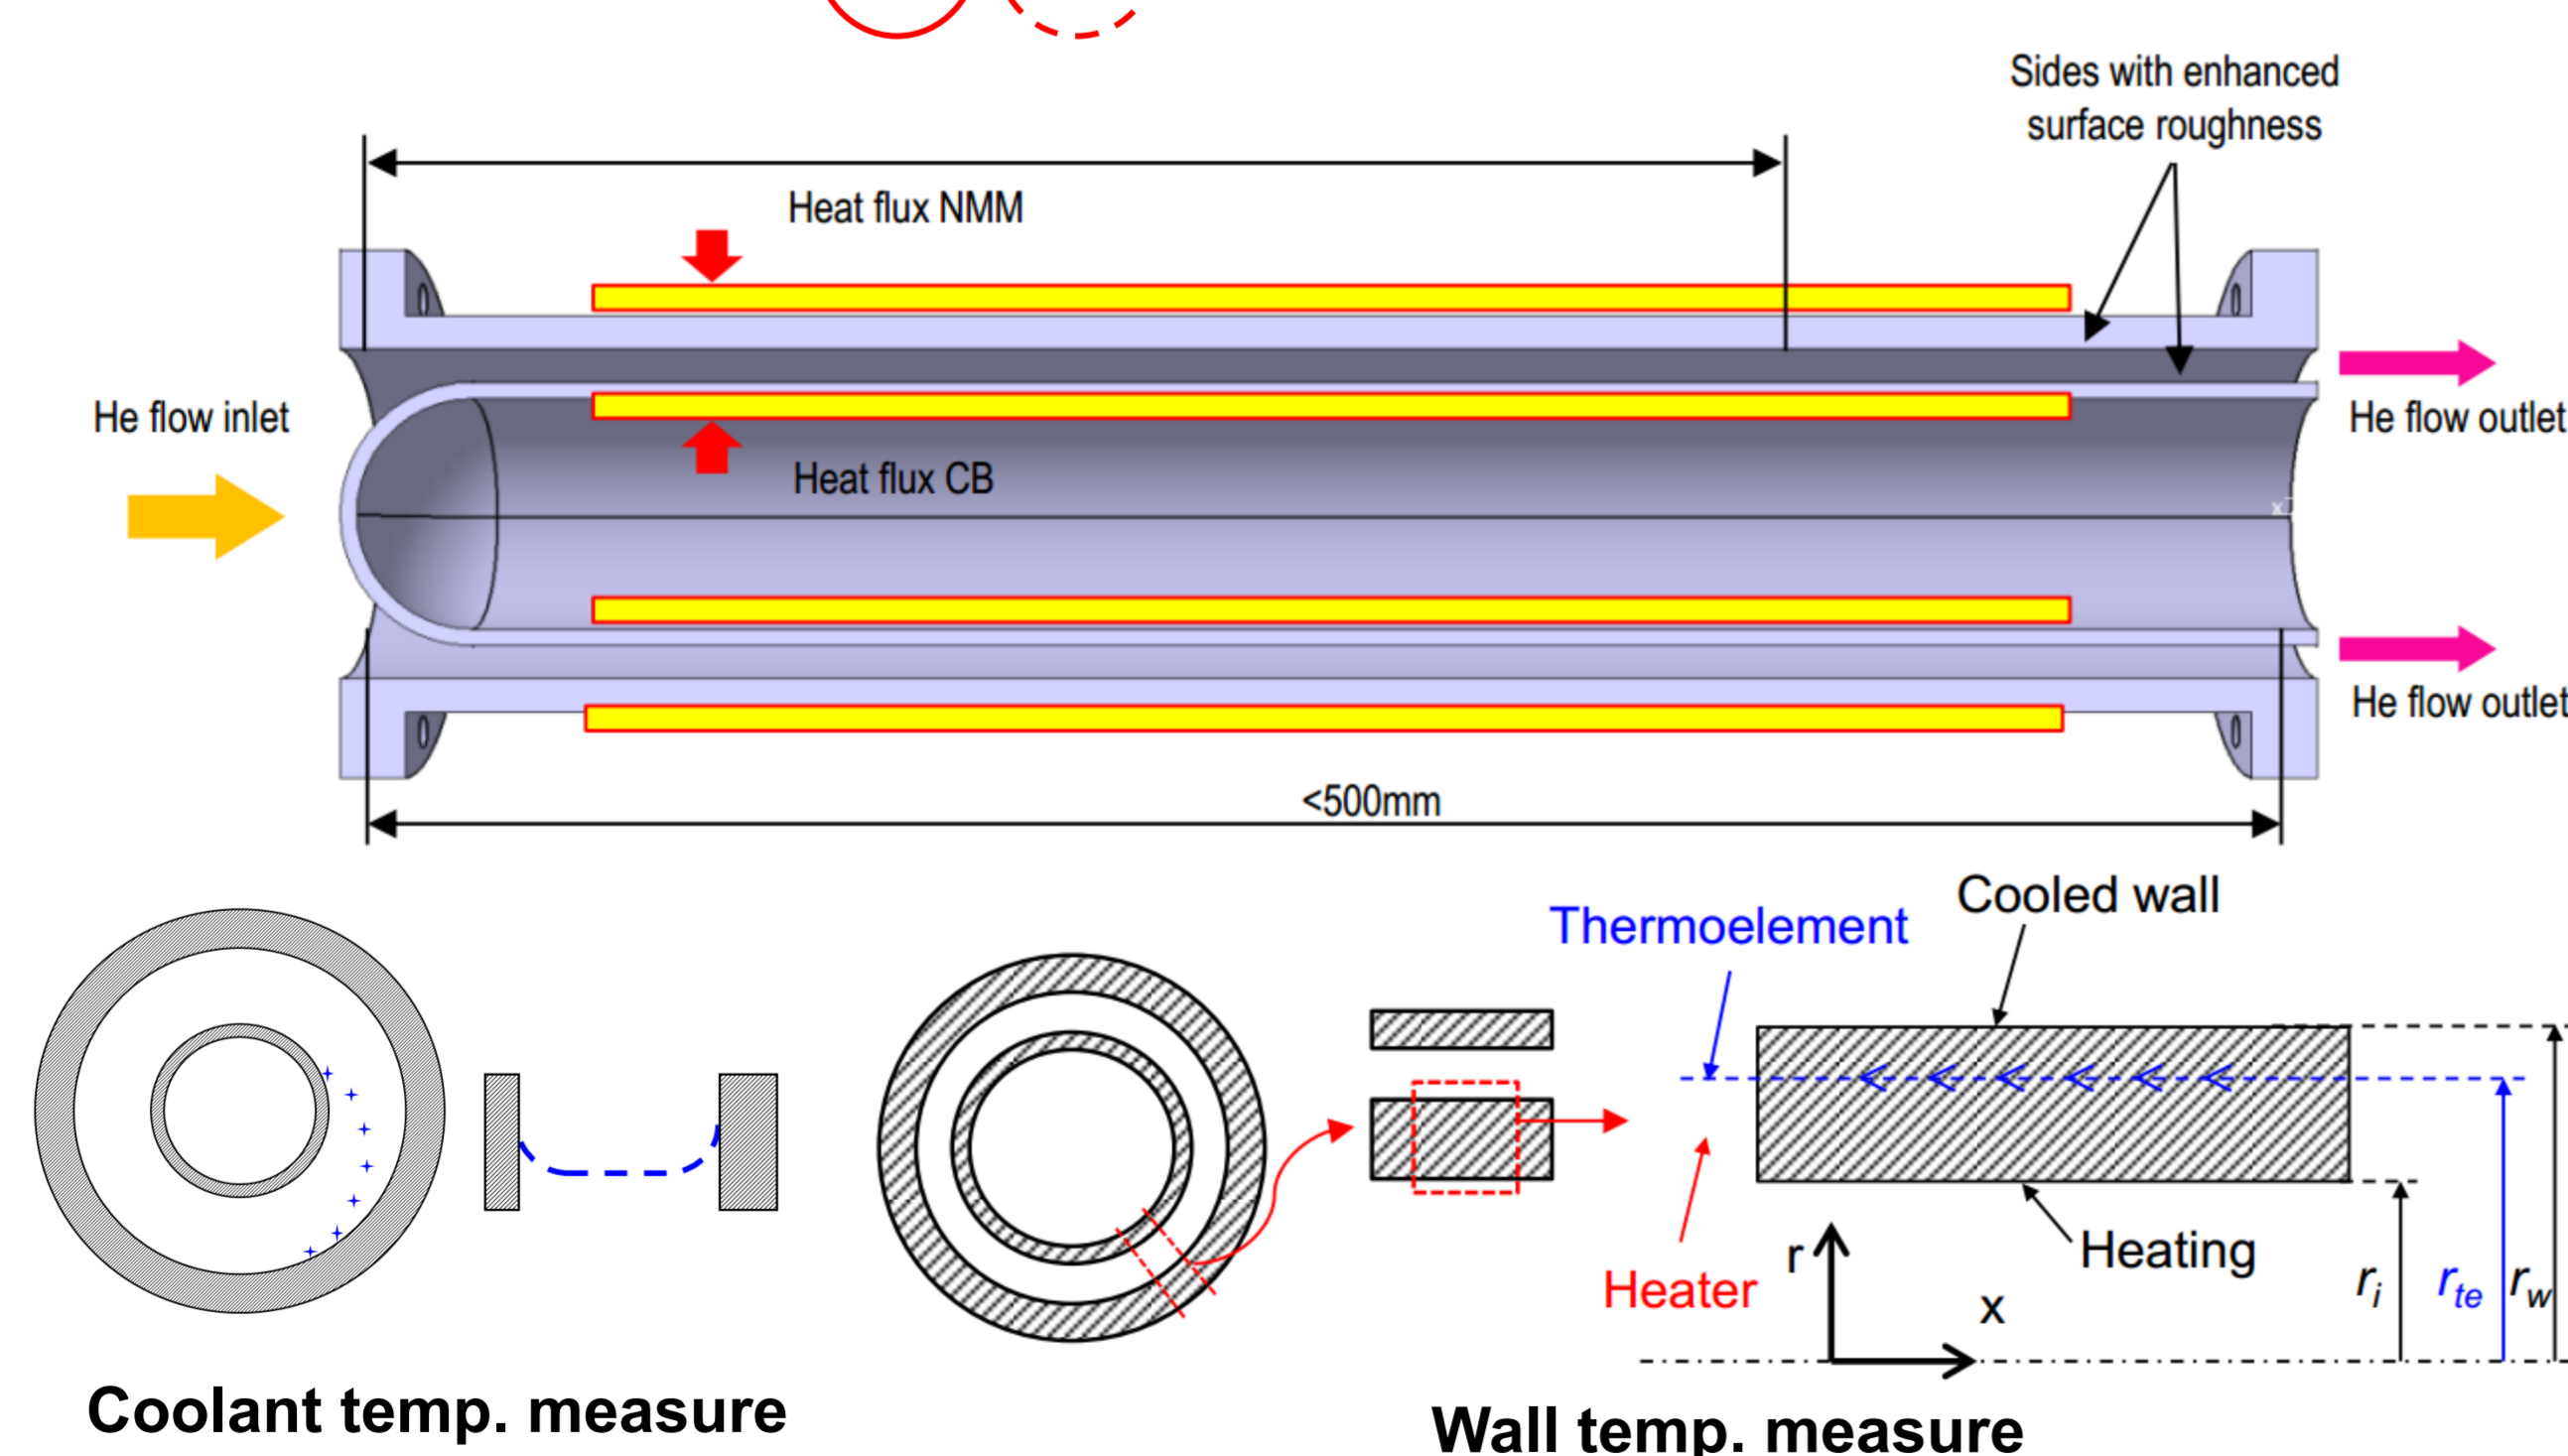 Sides with enhanced
surface roughness
Heat flux NMM
He flow inlet
He flow outlet
Heat flux CB
x
He flow outlet
<500mm
Cooled wall
Thermoelement
Heating
Heater
r
x
ri
rte
rw
Coolant temp. measure
Wall temp. measure